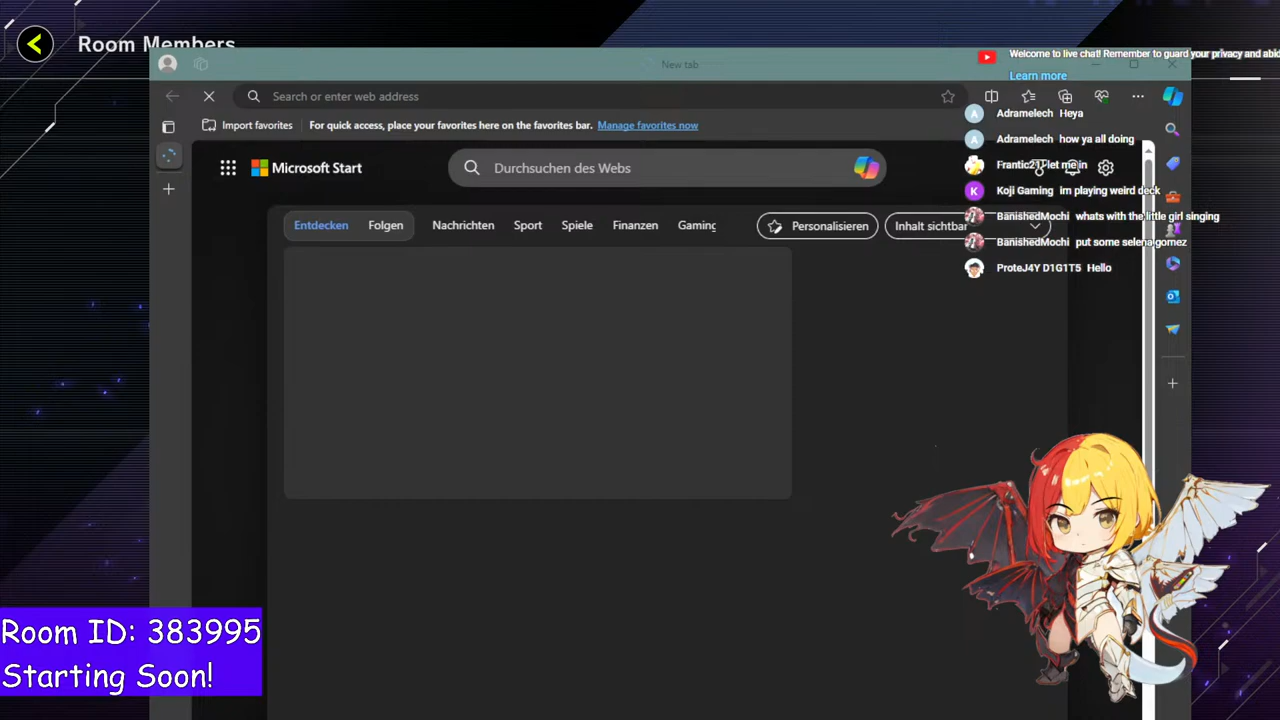 Room Members
New tab
Welcome to live chat! Remember to guard your privacy and abid
Learn more
Search or enter web address
Import favorites
For quick access, place your favorites here on the favorites bar. Manage favorites now
Adramelech Heya
Adramelech how ya all doing
Microsoft Start
Durchsuchen des Webs
let me in
Koji Gaming im playing weird deck
BanishedMochi whats with the little girl singing
Entdecken Folgen Nachrichten Sport Spiele Finanzen Gaming Personalisieren Inhalt sichtbar
BanishedMochi put some selena gomez
ProteJ4Y D1G1T5 Hello
Room ID: 383995
Starting Soon!